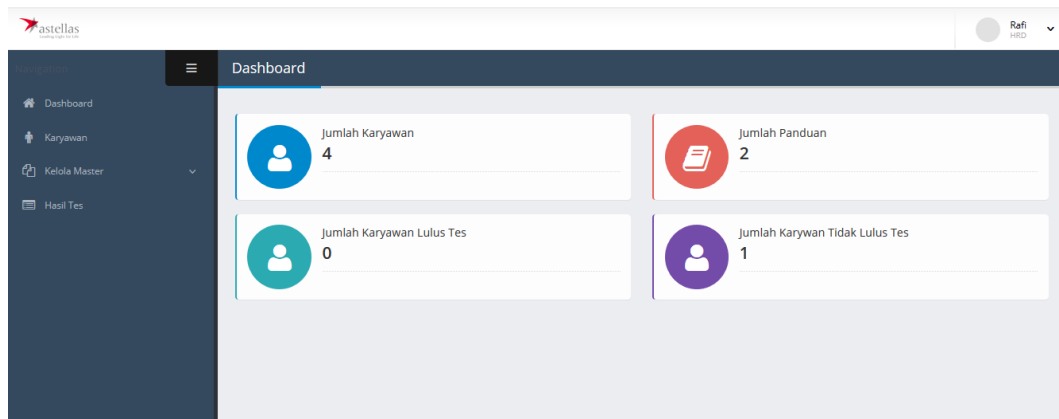 astellas
Rafi
HRD
Navigation
Dashboard
Dashboard
Karyawan
Kelola Master
Hasil Tes
Jumlah Karyawan
4
Jumlah Panduan
2
Jumlah Karyawan Lulus Tes
0
Jumlah Karywan Tidak Lulus Tes
1